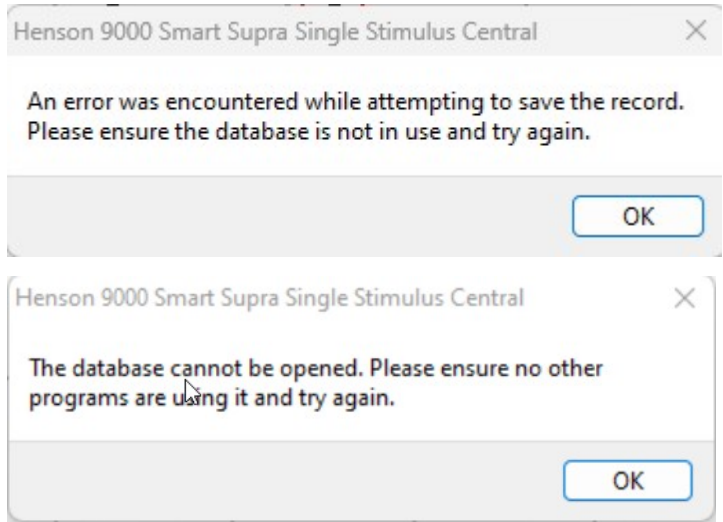 Henson 9000 Smart Supra Single Stimulus Central
An error was encountered while attempting to save the record.
Please ensure the database is not in use and try again.
OK
Henson 9000 Smart Supra Single Stimulus Central
The database cannot be opened. Please ensure no other
programs are using it and try again.
OK